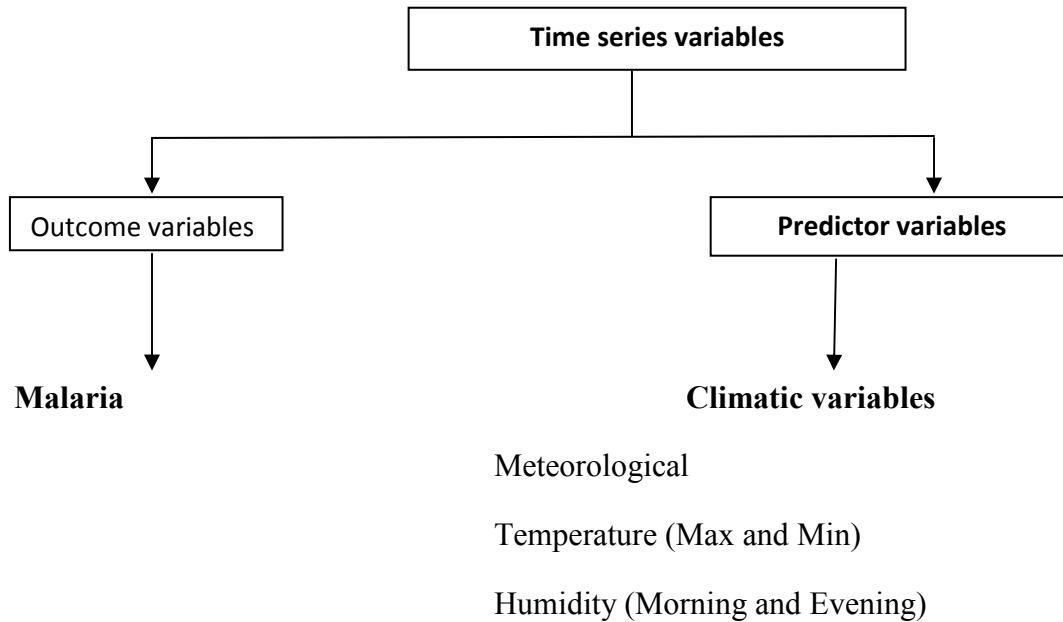 Time series variables
Outcome variables
Predictor variables
Malaria
Climatic variables
Meteorological
Temperature (Max and Min)
Humidity (Morning and Evening)